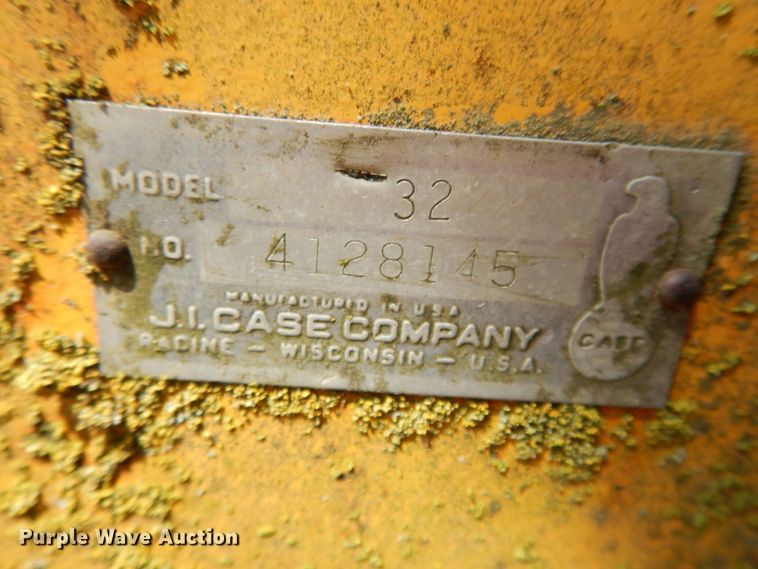 MODEL 32
NO. 4128145
MANUFACTURED IN U.S.A.
J.I. CASE COMPANY
RACINE — WISCONSIN — U.S.A.
CASE
Purple Wave Auction